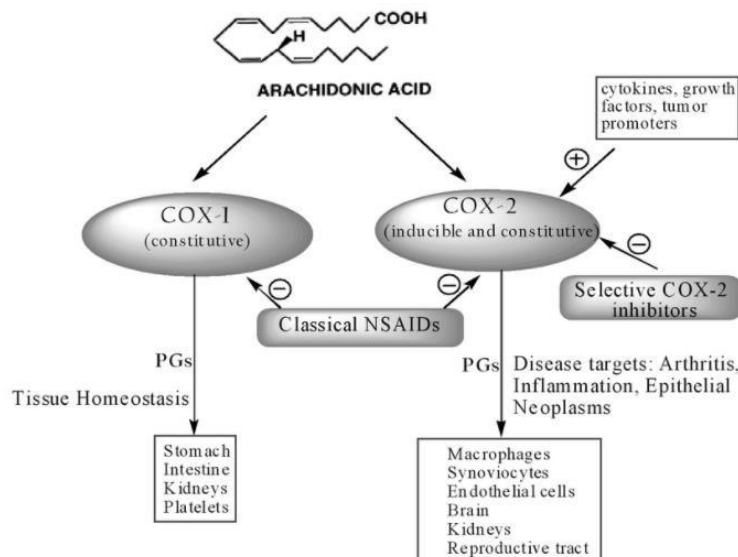 COOH
H
ARACHIDONIC ACID
cytokines, growth
factors, tumor
promoters
+
COX-1
(constitutive)
COX-2
(inducible and constitutive)
−
−
−
Classical NSAIDs
Selective COX-2
inhibitors
PGs
Tissue Homeostasis
PGs
Disease targets: Arthritis,
Inflammation, Epithelial
Neoplasms
Stomach
Intestine
Kidneys
Platelets
Macrophages
Synoviocytes
Endothelial cells
Brain
Kidneys
Reproductive tract